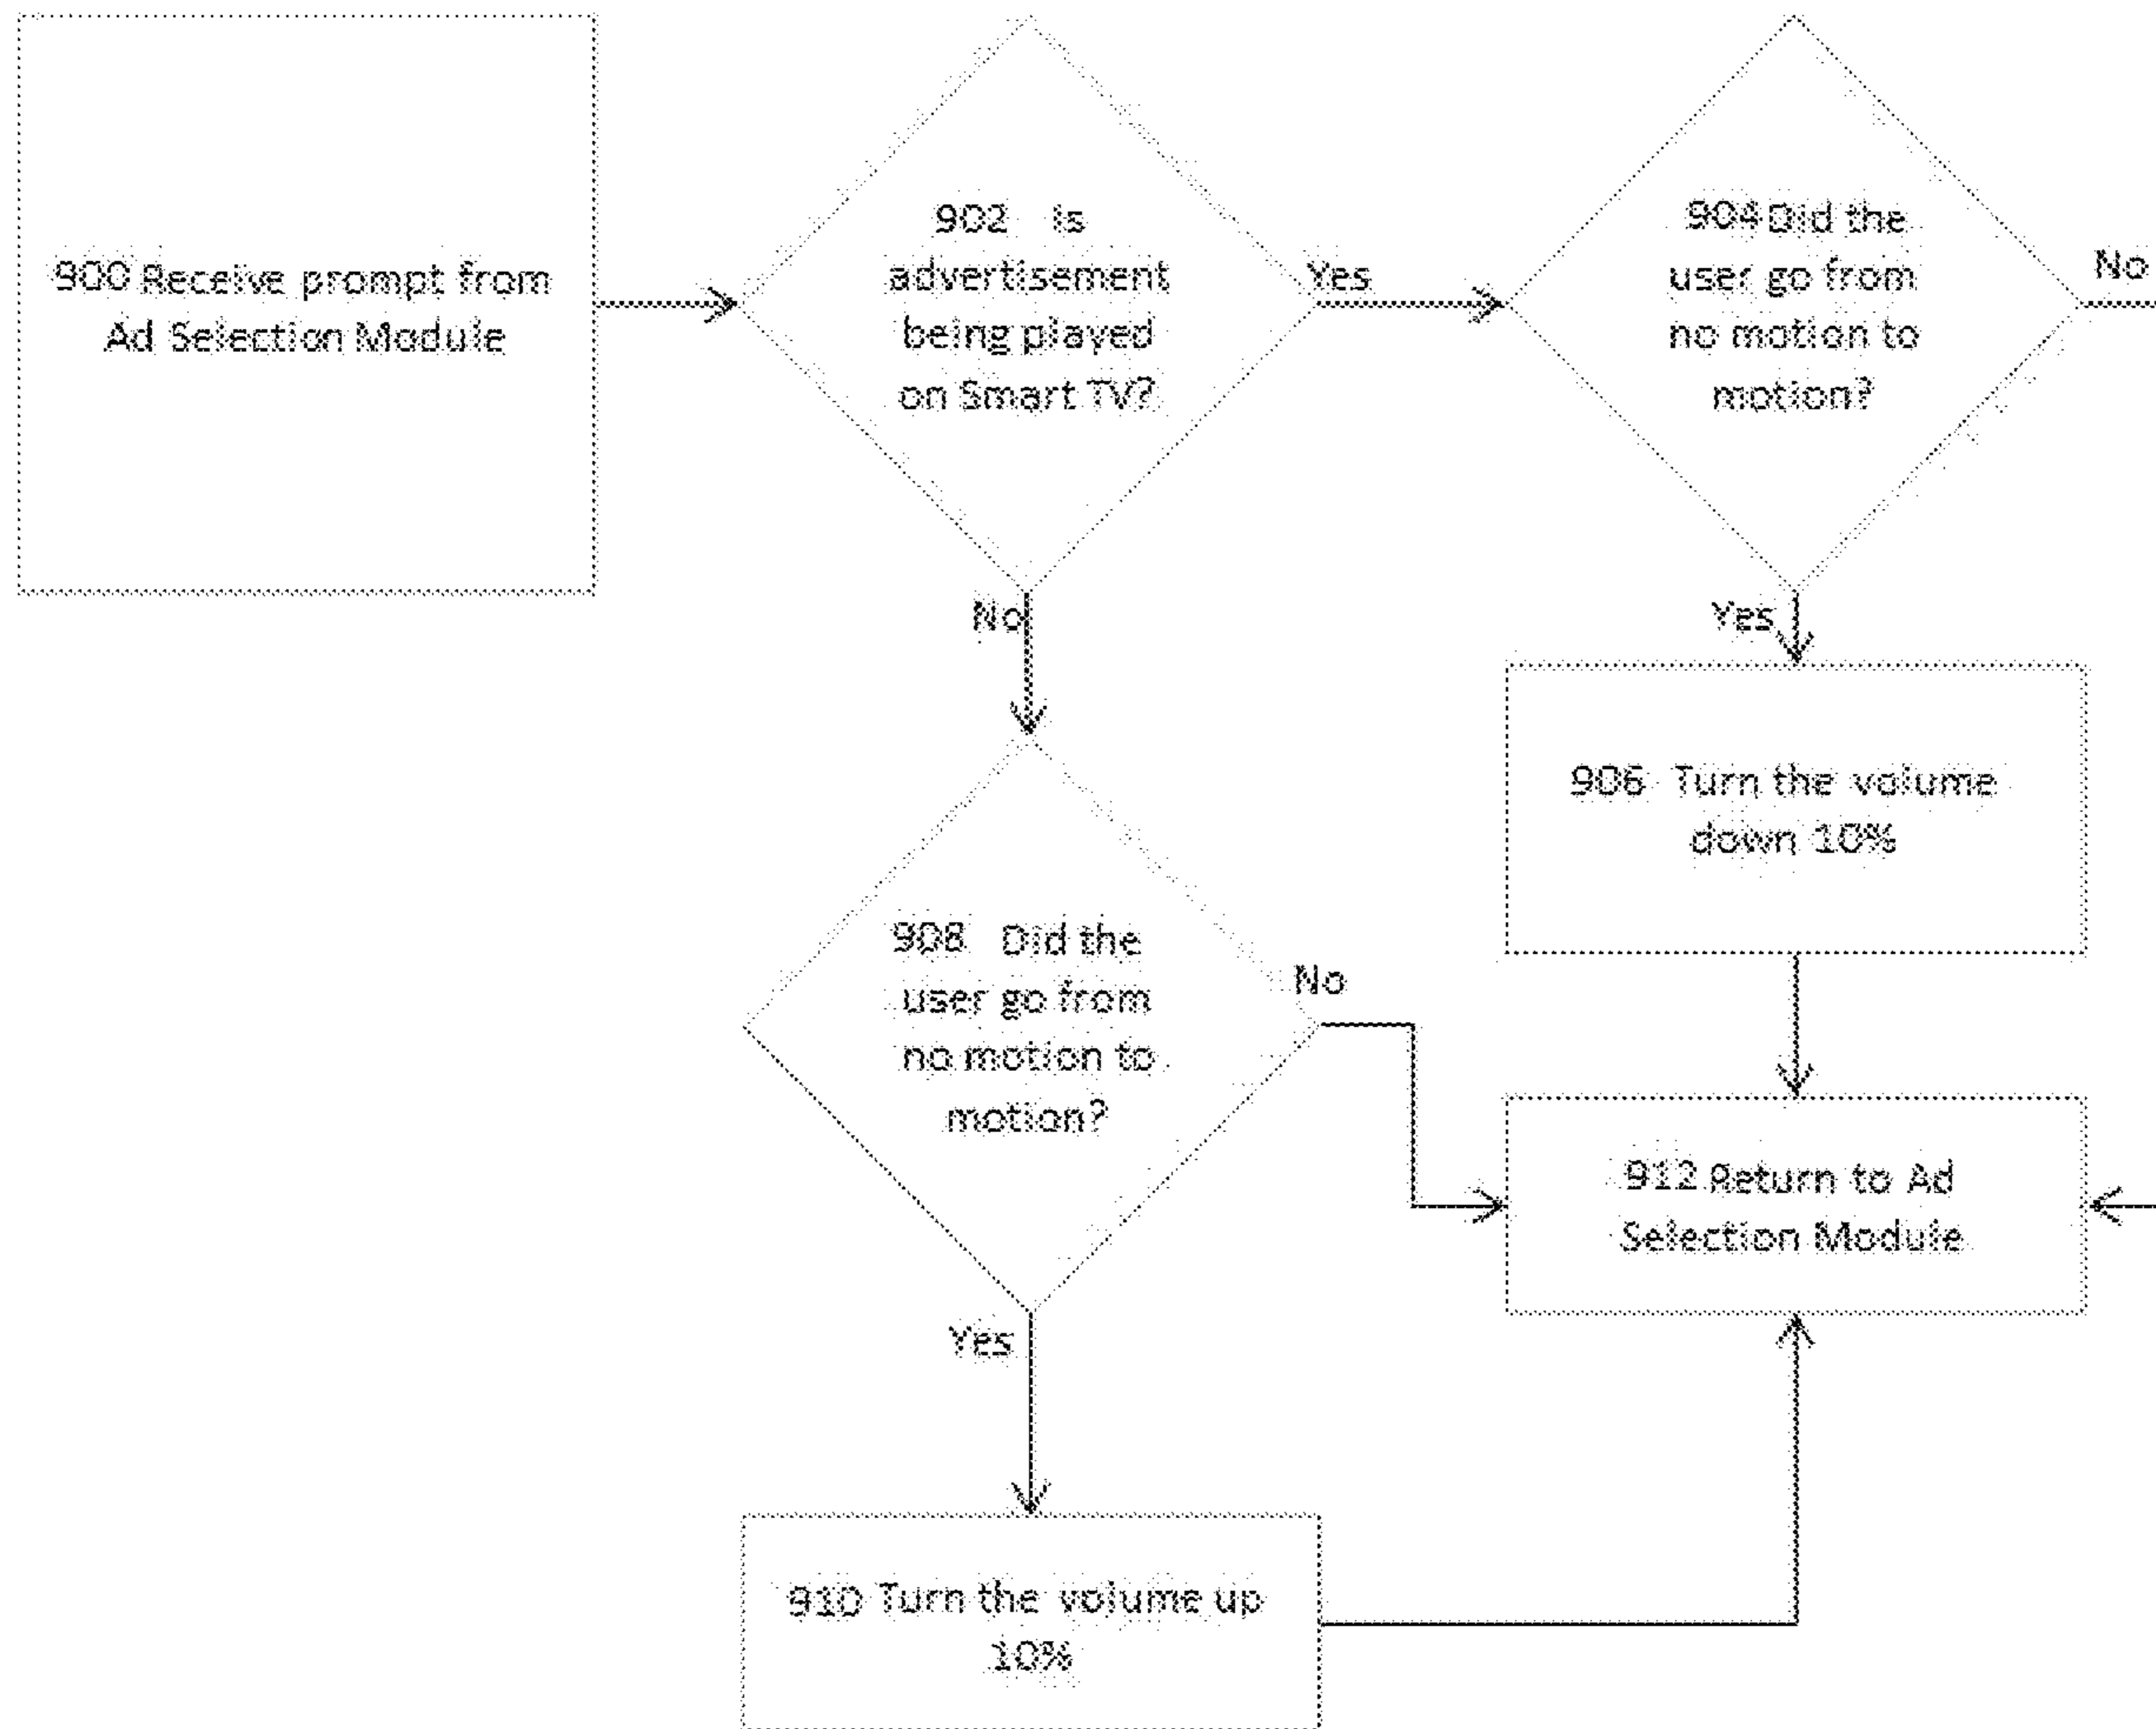 900 Receive prompt from
Ad Selection Module
902 Is
advertisement
being played
on Smart TV?
Yes
904 Did the
user go from
no motion to
motion?
No
No
Yes
906 Turn the volume
down 10%
908 Did the
user go from
no motion to
motion?
No
912 Return to Ad
Selection Module
Yes
910 Turn the volume up
10%